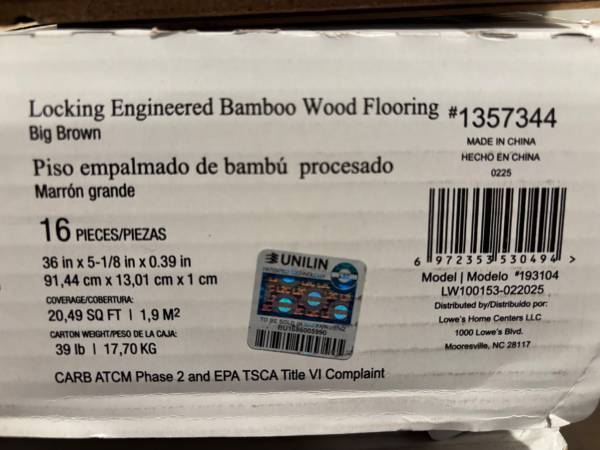 Locking Engineered Bamboo Wood Flooring #1357344
Big Brown
MADE IN CHINA
HECHO EN CHINA
0225
Piso empalmado de bambú procesado
Marrón grande
16 PIECES/PIEZAS
36 in x 5-1/8 in x 0.39 in
91,44 cm x 13,01 cm x 1 cm
COVERAGE/COBERTURA:
20,49 SQ FT | 1,9 M2
CARTON WEIGHT/PESO DE LA CAJA:
39 lb | 17,70 KG
CARB ATCM Phase 2 and EPA TSCA Title VI Complaint
UNILIN
6 972353 530494 >
Model | Modelo #193104
LW100153-022025
Distributed by/Distribuido por:
Lowe's Home Centers LLC
1000 Lowe's Blvd.
Mooresville, NC 28117